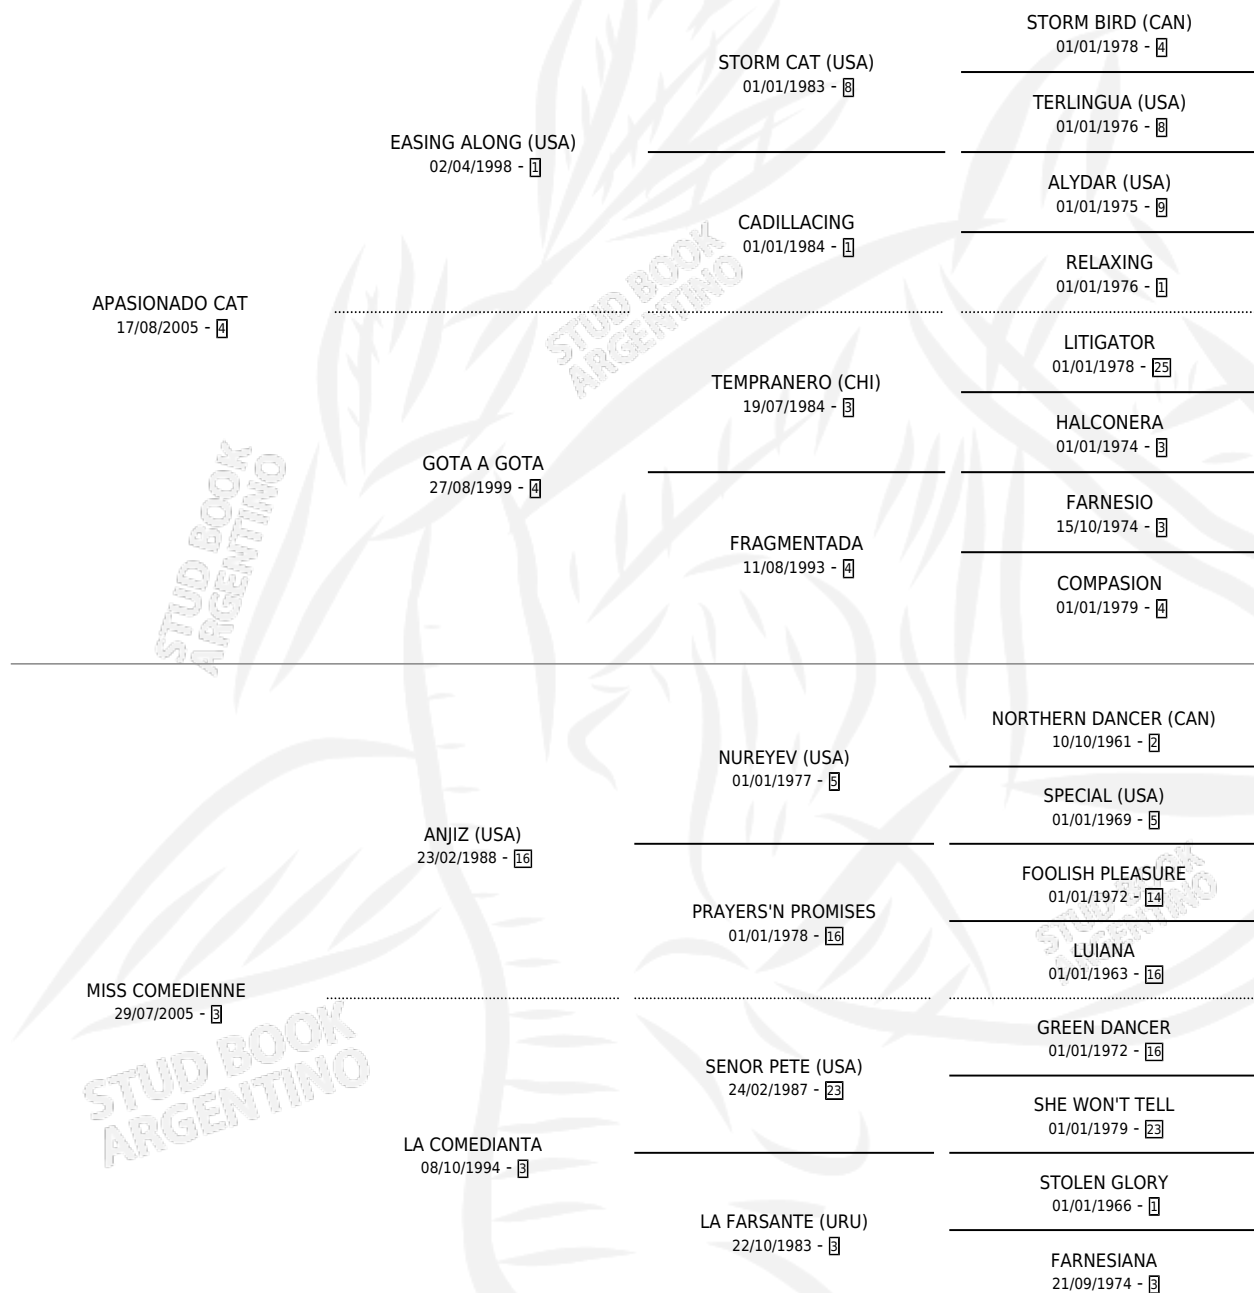 STORM BIRD (CAN)
01/01/1978 - 4
STORM CAT (USA)
01/01/1983 - 8
TERLINGUA (USA)
01/01/1976 - 8
EASING ALONG (USA)
02/04/1998 - 1
ALYDAR (USA)
01/01/1975 - 9
CADILLACING
01/01/1984 - 1
RELAXING
01/01/1976 - 1
APASIONADO CAT
17/08/2005 - 4
STUD BOOK
ARGENTINO
LITIGATOR
01/01/1978 - 25
TEMPRANERO (CHI)
19/07/1984 - 3
HALCONERA
01/01/1974 - 3
GOTA A GOTA
27/08/1999 - 4
FARNESIO
15/10/1974 - 3
FRAGMENTADA
11/08/1993 - 4
COMPASION
01/01/1979 - 4
STUD BOOK
ARGENTINO
NORTHERN DANCER (CAN)
10/10/1961 - 2
NUREYEV (USA)
01/01/1977 - 5
SPECIAL (USA)
01/01/1969 - 5
ANJIZ (USA)
23/02/1988 - 16
FOOLISH PLEASURE
01/01/1972 - 14
PRAYERS'N PROMISES
01/01/1978 - 16
LUIANA
01/01/1963 - 16
STUD BOOK
ARGENTINO
MISS COMEDIENNE
29/07/2005 - 3
GREEN DANCER
01/01/1972 - 16
SENOR PETE (USA)
24/02/1987 - 23
SHE WON'T TELL
01/01/1979 - 23
STUD BOOK
ARGENTINO
LA COMEDIANTA
08/10/1994 - 3
STOLEN GLORY
01/01/1966 - 1
LA FARSANTE (URU)
22/10/1983 - 3
FARNESIANA
21/09/1974 - 3